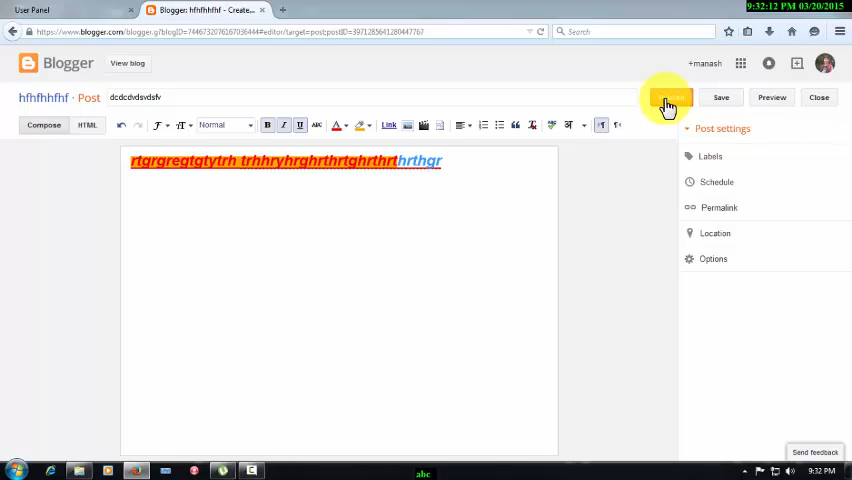 9:32:12 PM 03/20/2015
User Panel
Blogger: hfhfhhfhf - Create...
https://www.blogger.com/blogger.g?blogID=7446732076167036444#editor/target=post;postID=3971285641280447767
Search
Blogger
View blog
+manash
hfhfhhfhf · Post
dcdcdvdsvdsfv
Save
Preview
Close
Compose
HTML
Normal
B
I
U
ABC
A
Link
Post settings
rtgrgregtgtytrh trhhryhrghrthrtghrthrthrthgr
Labels
Schedule
Permalink
Location
Options
Send feedback
abc
9:32 PM